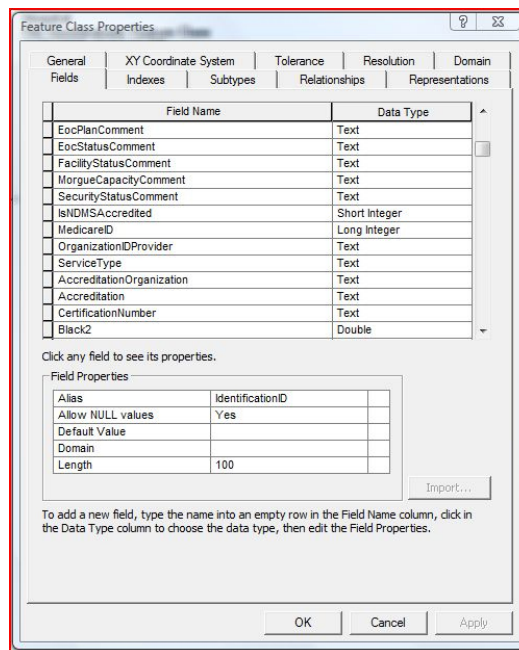 Feature Class Properties
General XY Coordinate System Tolerance Resolution Domain
Fields Indexes Subtypes Relationships Representations
Field Name Data Type
EocPlanComment Text
EocStatusComment Text
FacilityStatusComment Text
MorgueCapacityComment Text
SecurityStatusComment Text
IsNDMSAccredited Short Integer
MedicareID Long Integer
OrganizationIDProvider Text
ServiceType Text
AccreditationOrganization Text
Accreditation Text
CertificationNumber Text
Black2 Double
Click any field to see its properties.
Field Properties
Alias IdentificationID
Allow NULL values Yes
Default Value
Domain
Length 100
Import...
To add a new field, type the name into an empty row in the Field Name column, click in
the Data Type column to choose the data type, then edit the Field Properties.
OK Cancel Apply